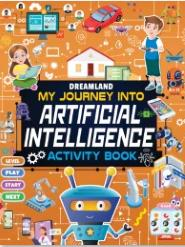 DREAMLAND
MY JOURNEY INTO
ARTIFICIAL
INTELLIGENCE
ACTIVITY BOOK
LEVEL
PLAY
START
NEXT